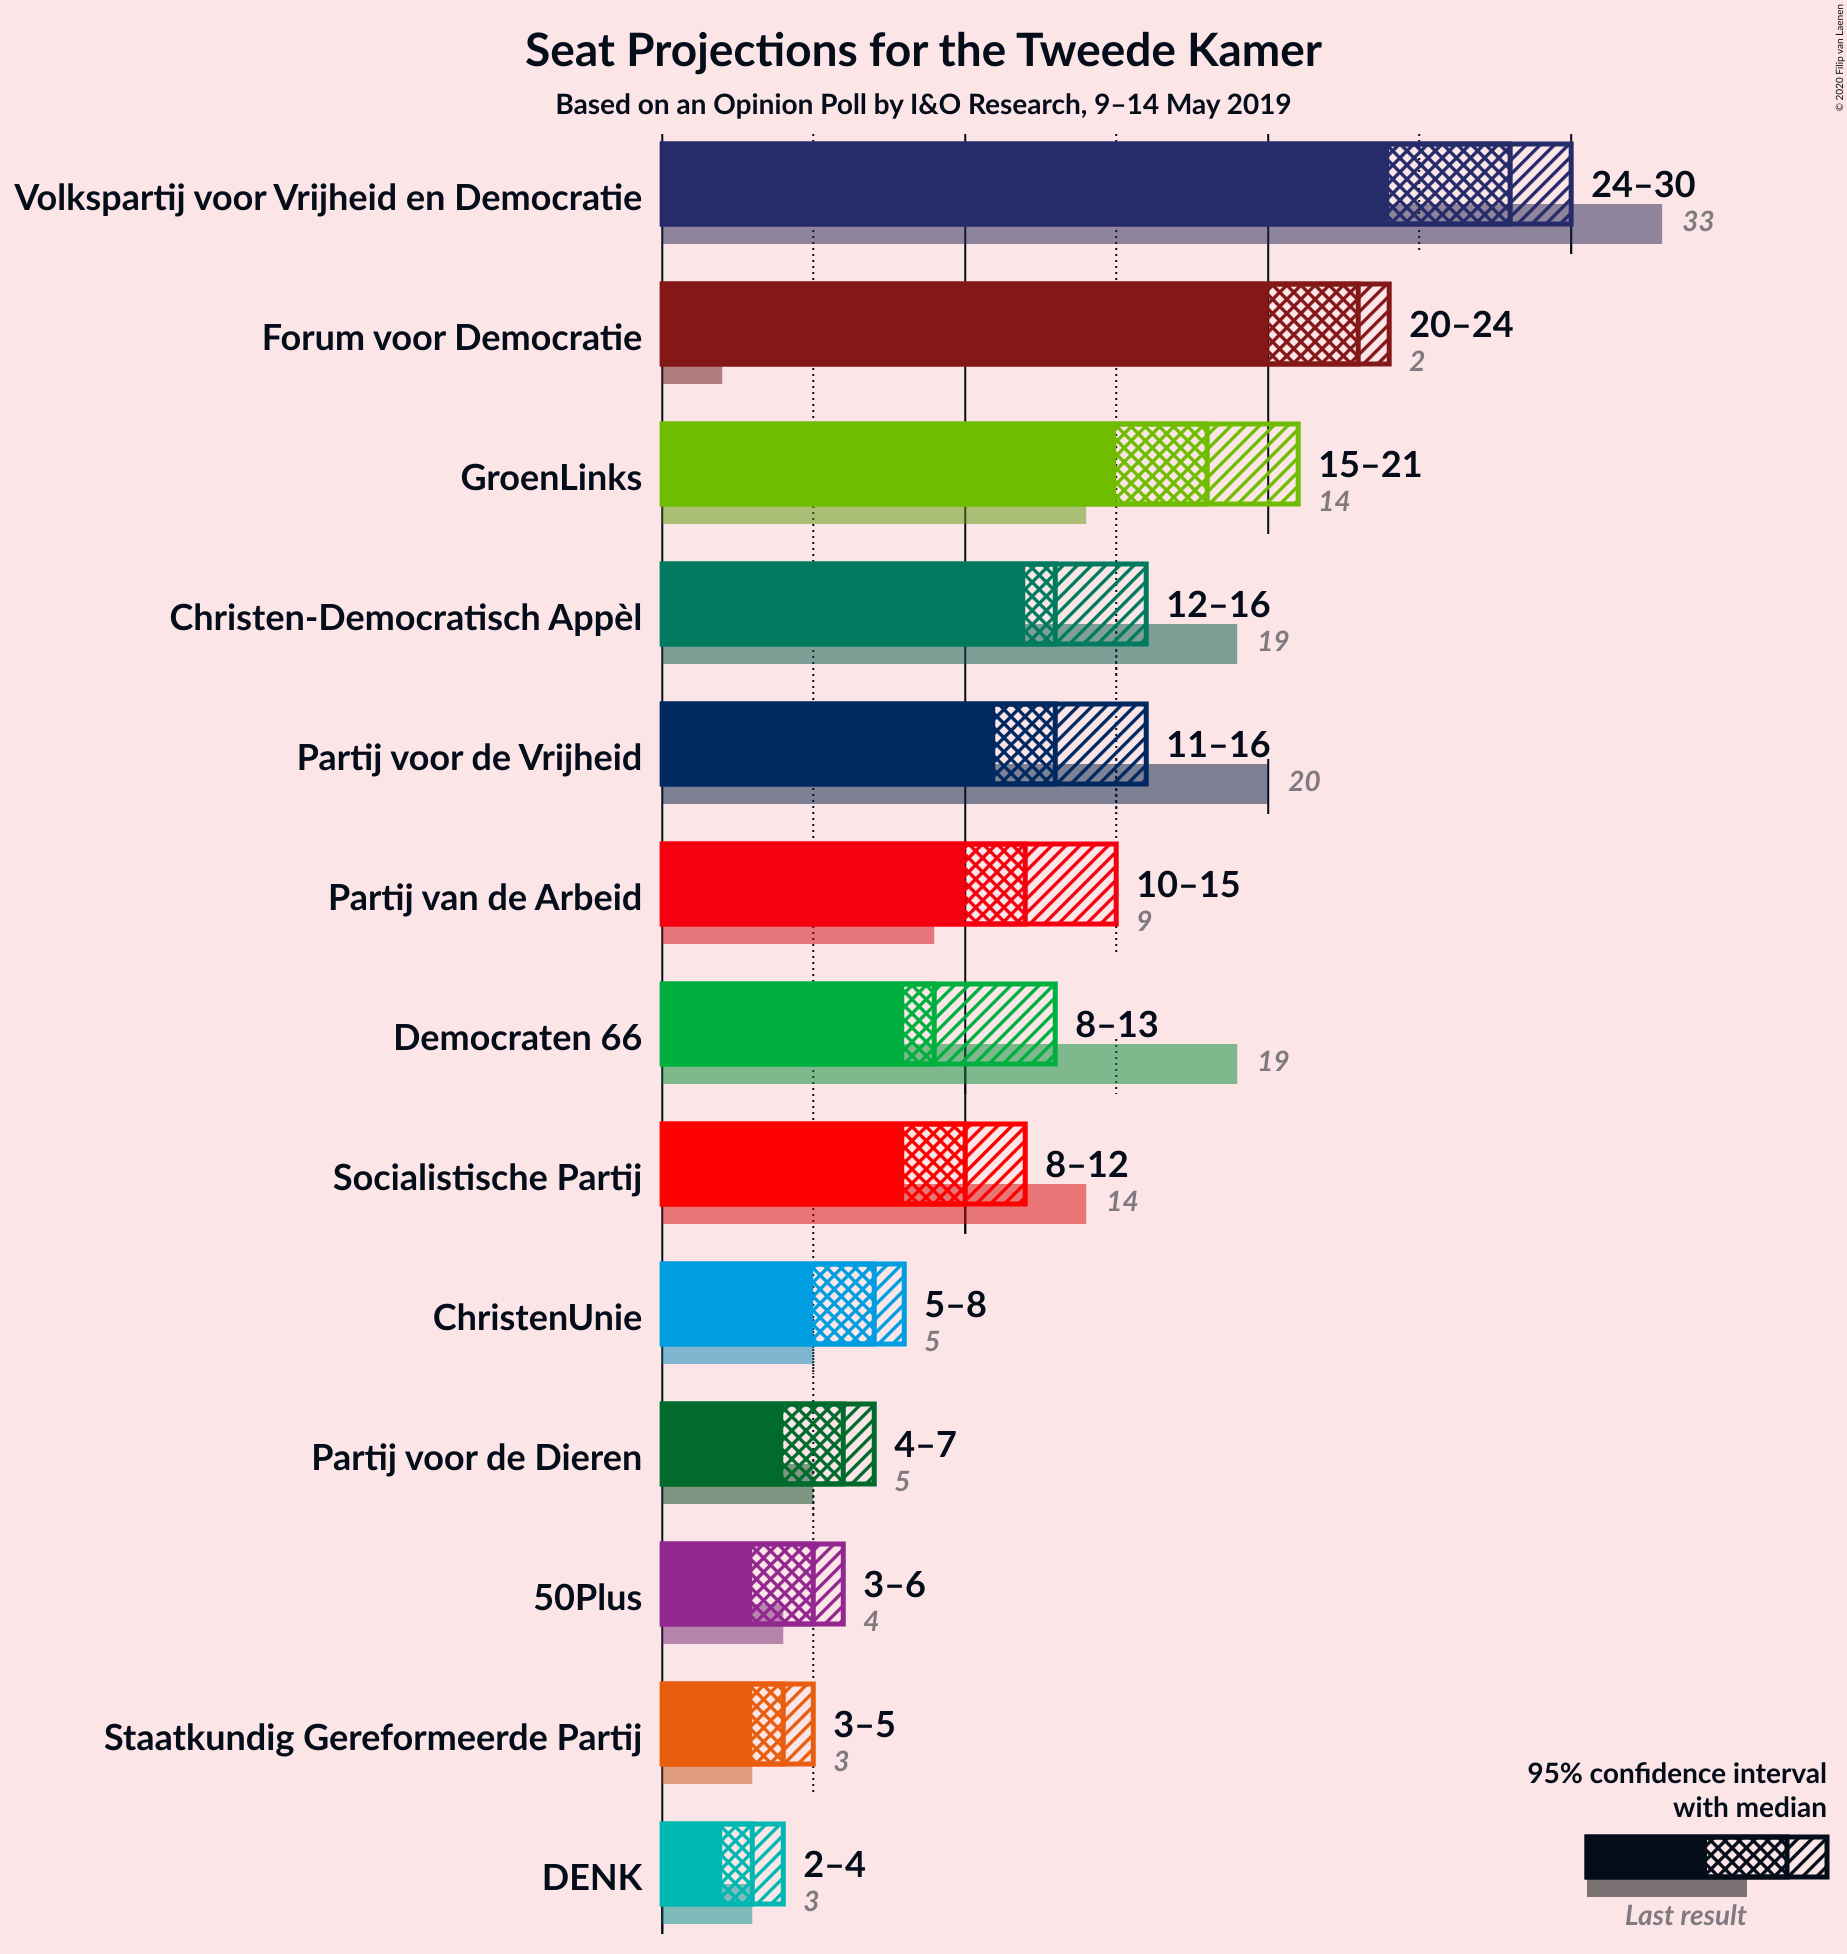 Seat Projections for the Tweede Kamer
Based on an Opinion Poll by I&O Research, 9–14 May 2019
© 2020 Filip van Laenen
Volkspartij voor Vrijheid en Democratie
24–30
33
Forum voor Democratie
20–24
2
GroenLinks
15–21
14
Christen-Democratisch Appèl
12–16
19
Partij voor de Vrijheid
11–16
20
Partij van de Arbeid
10–15
9
Democraten 66
8–13
19
Socialistische Partij
8–12
14
ChristenUnie
5–8
5
Partij voor de Dieren
4–7
5
50Plus
3–6
4
Staatkundig Gereformeerde Partij
3–5
3
DENK
2–4
3
95% confidence interval
with median
Last result